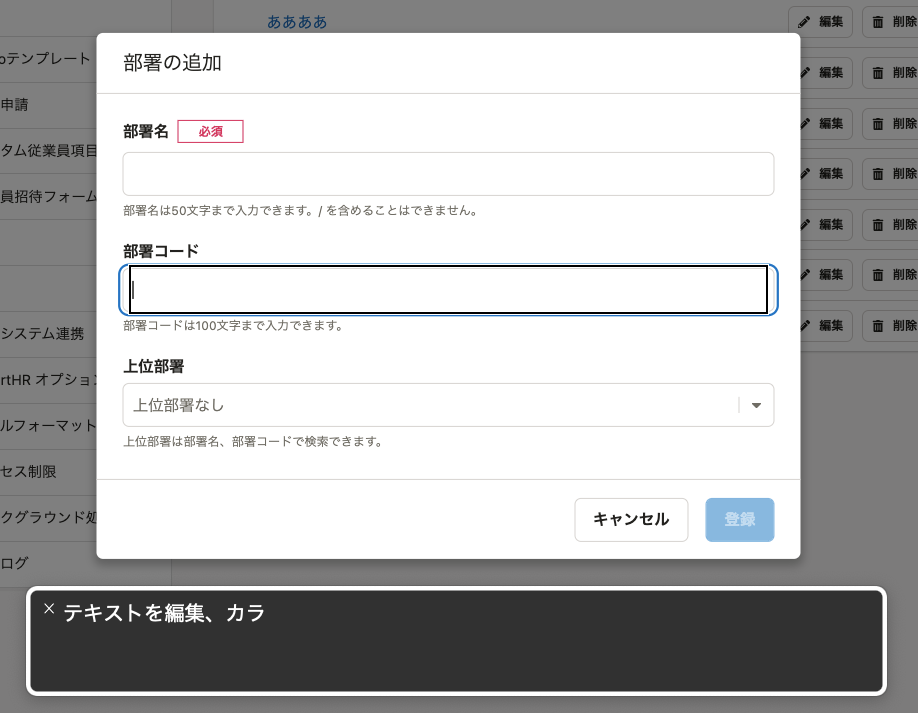 ああああ
編集 削除
oテンプレート
編集 削除
申請
編集 削除
タム従業員項目
編集 削除
員招待フォーム
編集 削除
編集 削除
システム連携
編集 削除
rtHR オプション
ルフォーマット
セス制限
クグラウンド処
ログ
部署の追加
部署名 必須
部署名は50文字まで入力できます。/ を含めることはできません。
部署コード
部署コードは100文字まで入力できます。
上位部署
上位部署なし
上位部署は部署名、部署コードで検索できます。
キャンセル 登録
× テキストを編集、カラ